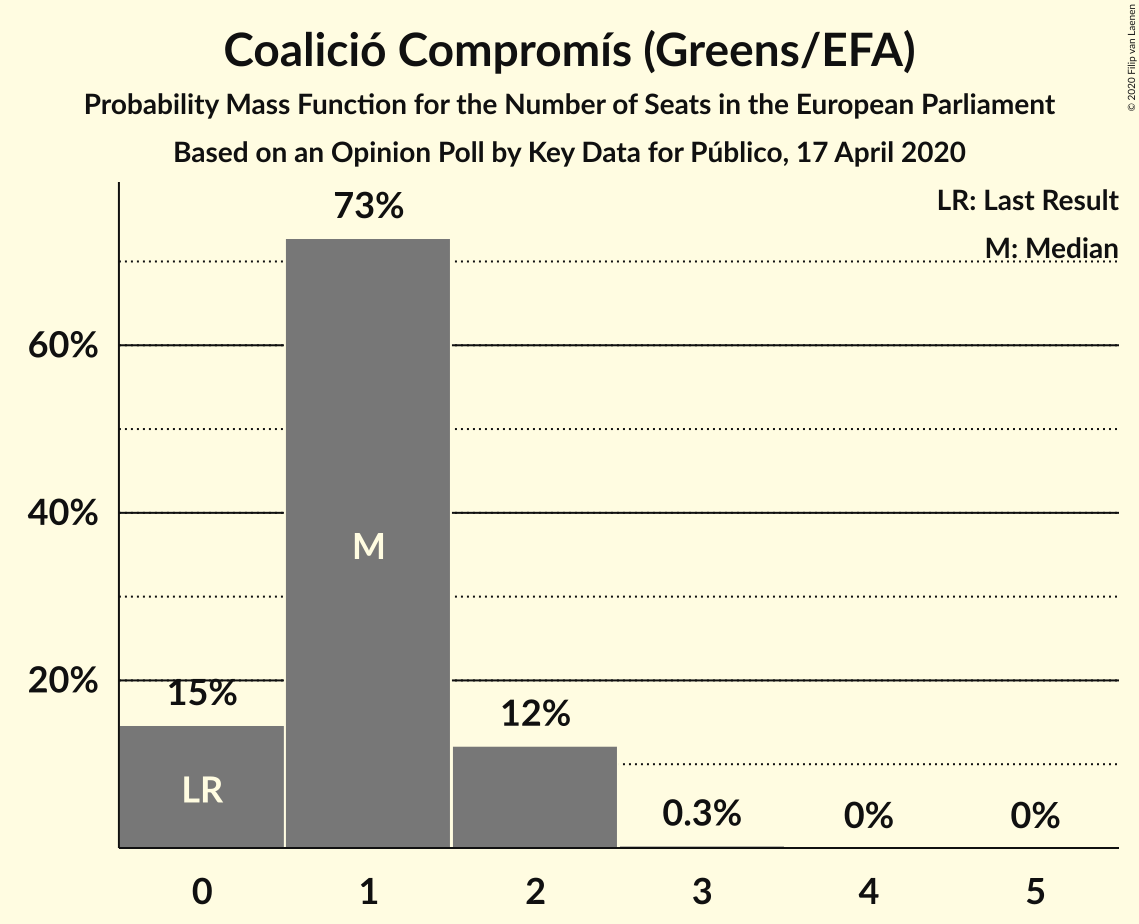 Coalició Compromís (Greens/EFA)
Probability Mass Function for the Number of Seats in the European Parliament
Based on an Opinion Poll by Key Data for Público, 17 April 2020
© 2020 Filip van Laenen
LR: Last Result
M: Median
73%
60%
40%
M
20%
15%
12%
LR
0.3%
0%
0%
0 1 2 3 4 5